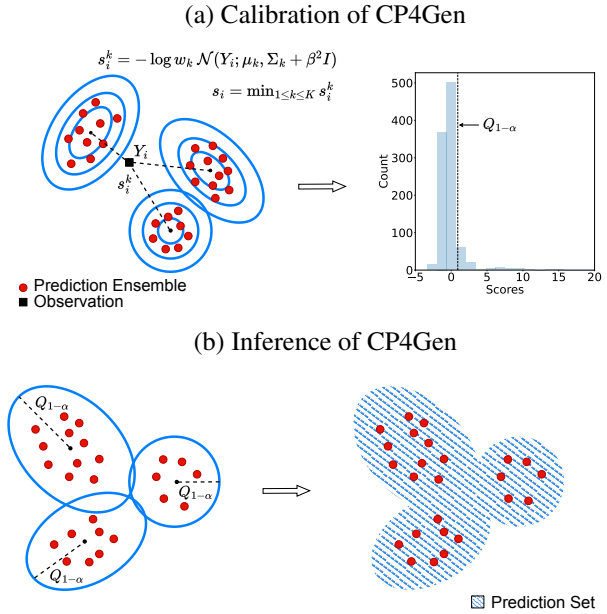 (a) Calibration of CP4Gen
s_i^k = − log w_k N(Y_i; μ_k, Σ_k + β²I)
s_i = min_{1≤k≤K} s_i^k
Y_i
s_i^k
Prediction Ensemble
Observation
500
400
300
200
100
0
Count
Q_{1−α}
−5 0 5 10 15 20
Scores
(b) Inference of CP4Gen
Q_{1−α}
Q_{1−α}
Q_{1−α}
Prediction Set